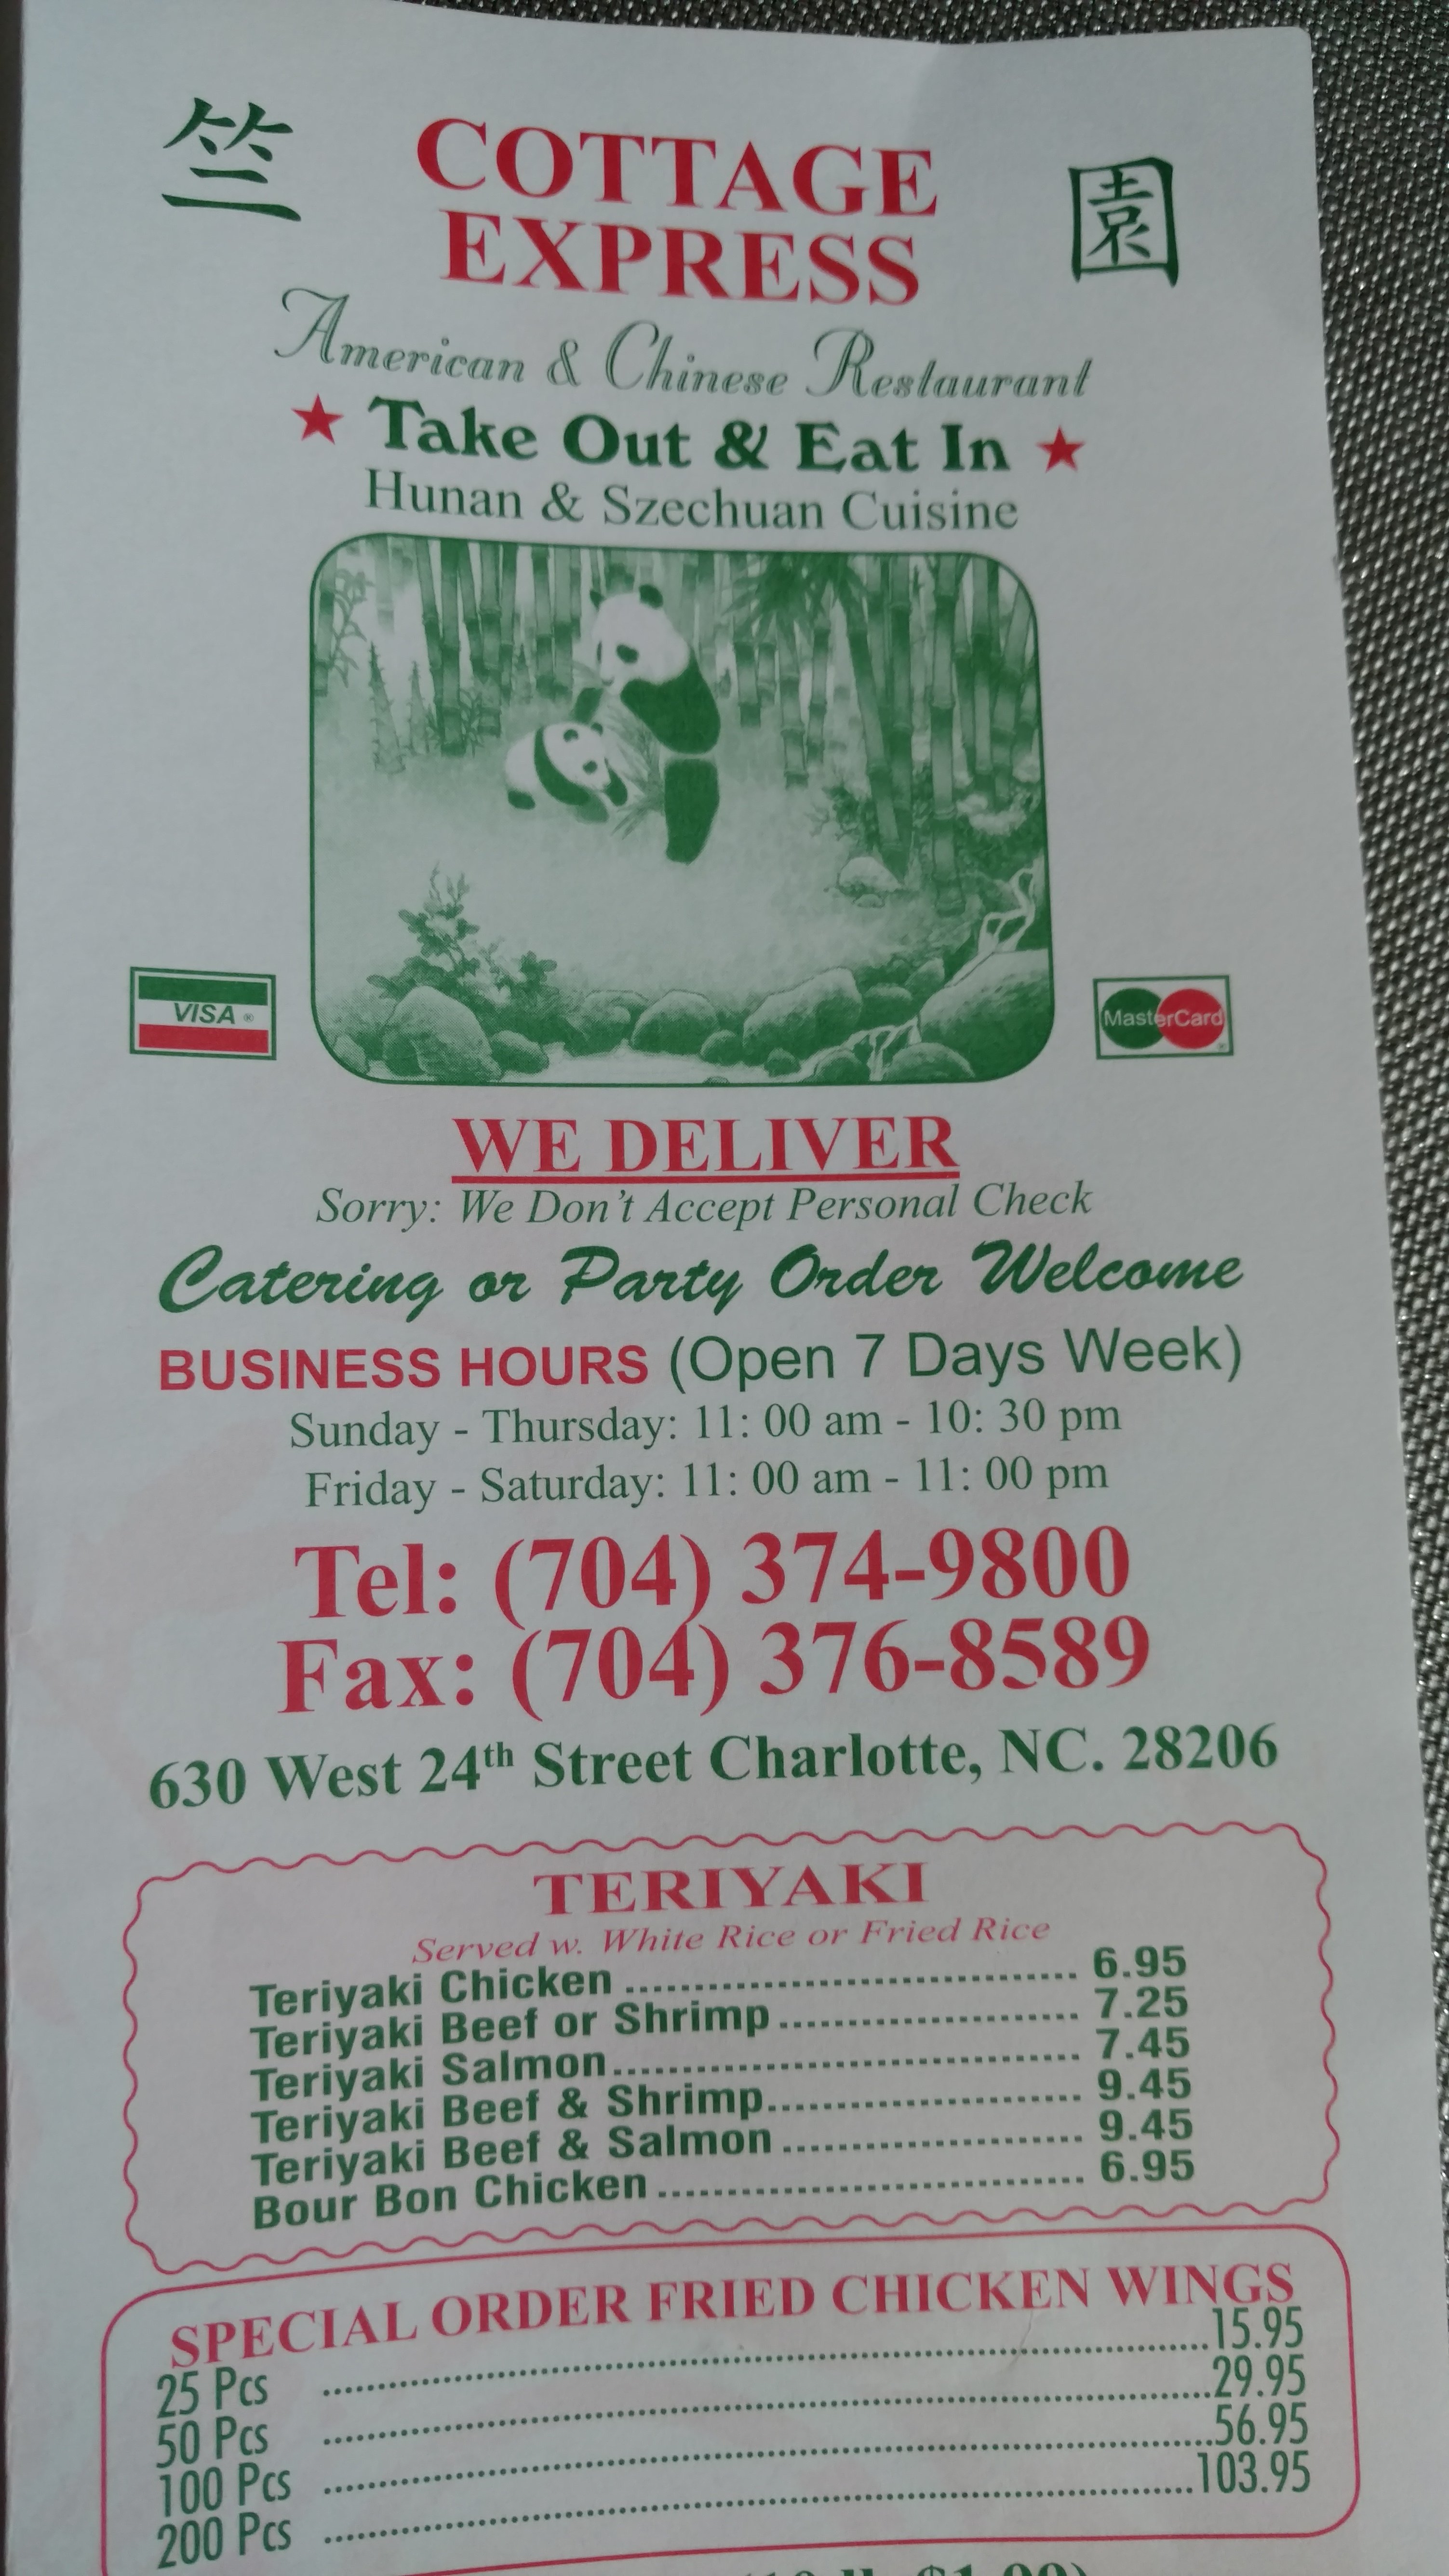 竺 園
COTTAGE
EXPRESS
American & Chinese Restaurant
★ Take Out & Eat In ★
Hunan & Szechuan Cuisine
VISA ®
MasterCard ®
WE DELIVER
Sorry: We Don't Accept Personal Check
Catering or Party Order Welcome
BUSINESS HOURS (Open 7 Days Week)
Sunday - Thursday: 11: 00 am - 10: 30 pm
Friday - Saturday: 11: 00 am - 11: 00 pm
Tel: (704) 374-9800
Fax: (704) 376-8589
630 West 24th Street Charlotte, NC. 28206
TERIYAKI
Served w. White Rice or Fried Rice
Teriyaki Chicken ........................ 6.95
Teriyaki Beef or Shrimp ........................ 7.25
Teriyaki Salmon ........................ 7.45
Teriyaki Beef & Shrimp ........................ 9.45
Teriyaki Beef & Salmon ........................ 9.45
Bour Bon Chicken ........................ 6.95
SPECIAL ORDER FRIED CHICKEN WINGS
25 Pcs ........................ 15.95
50 Pcs ........................ 29.95
100 Pcs ........................ 56.95
200 Pcs ........................ 103.95